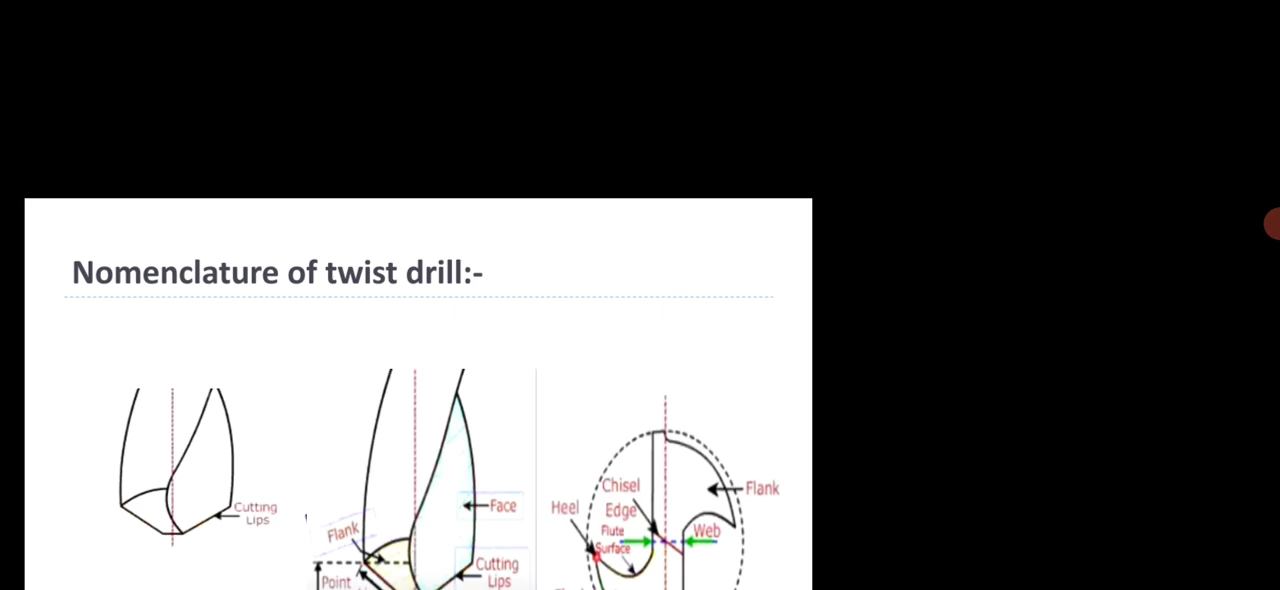 Nomenclature of twist drill:-
Cutting
Lips
Flank
Face
Cutting
Lips
Point
Heel
Chisel
Edge
Flute
Surface
Web
Flank